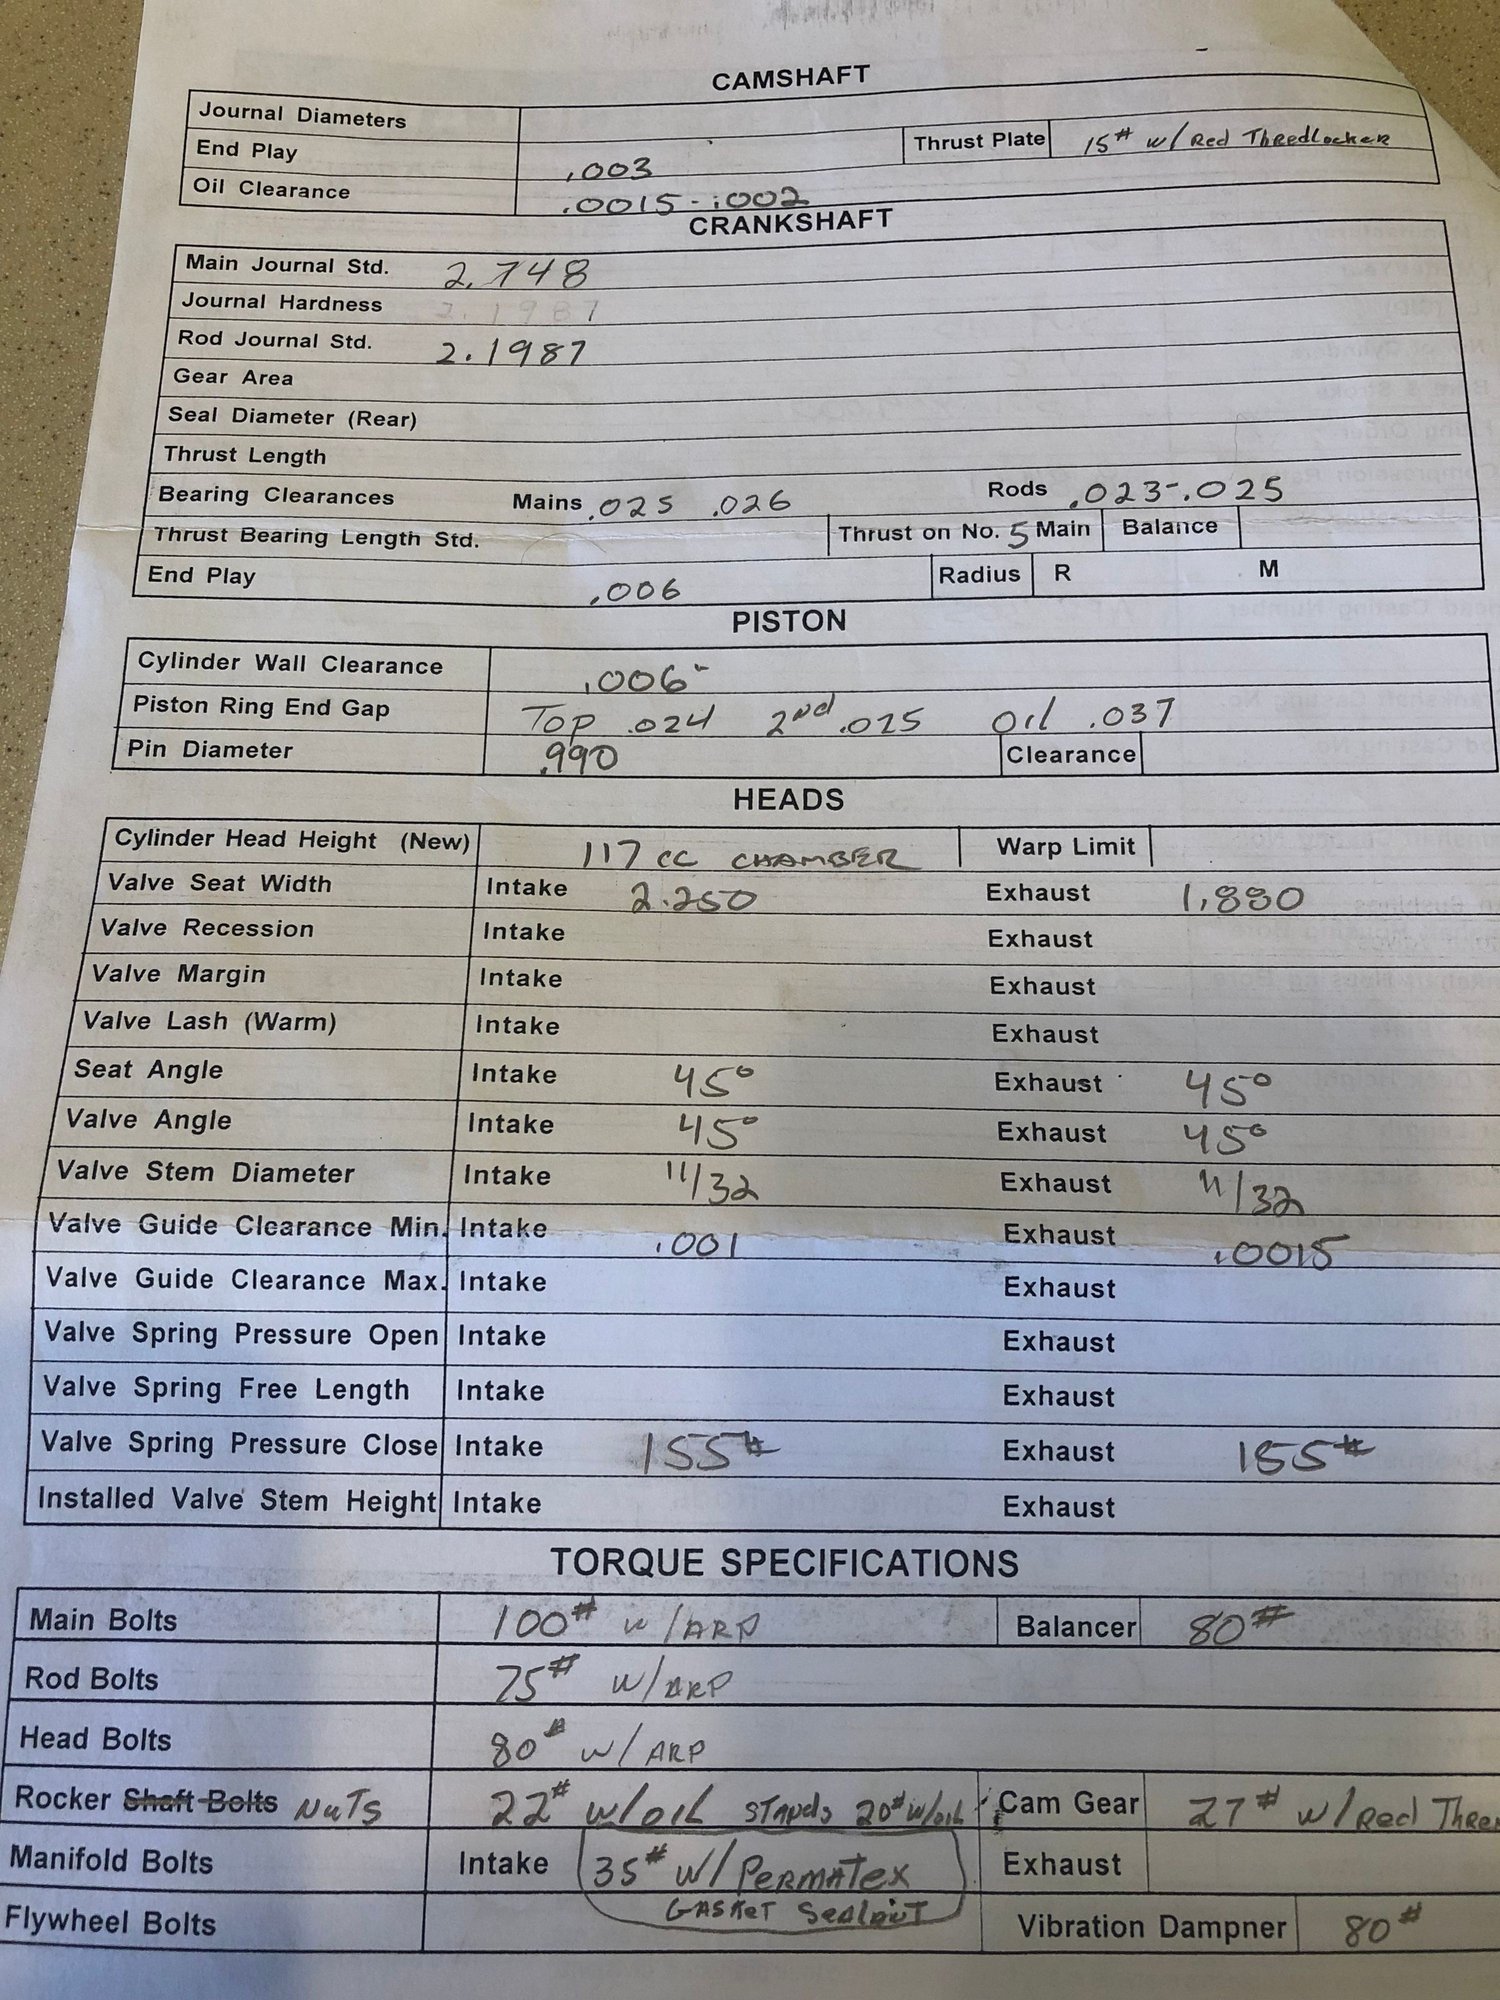 CAMSHAFT
Journal Diameters
End Play .003 Thrust Plate 15# w/ Red Thredlocker
Oil Clearance .0015 - .002
CRANKSHAFT
Main Journal Std. 2.748
Journal Hardness 2.1987
Rod Journal Std. 2.1987
Gear Area
Seal Diameter (Rear)
Thrust Length
Bearing Clearances Mains .025 .026 Rods .023-.025
Thrust Bearing Length Std. Thrust on No. 5 Main Balance
End Play .006 Radius R M
PISTON
Cylinder Wall Clearance .006-
Piston Ring End Gap Top .024 2nd .025 Oil .037
Pin Diameter .990 Clearance
HEADS
Cylinder Head Height (New) 117 cc CHAMBER Warp Limit
Valve Seat Width Intake 2.250 Exhaust 1.880
Valve Recession Intake Exhaust
Valve Margin Intake Exhaust
Valve Lash (Warm) Intake Exhaust
Seat Angle Intake 45° Exhaust 45°
Valve Angle Intake 45° Exhaust 45°
Valve Stem Diameter Intake 11/32 Exhaust 11/32
Valve Guide Clearance Min. Intake .001 Exhaust .0015
Valve Guide Clearance Max. Intake Exhaust
Valve Spring Pressure Open Intake Exhaust
Valve Spring Free Length Intake Exhaust
Valve Spring Pressure Close Intake 155# Exhaust 155#
Installed Valve Stem Height Intake Exhaust
TORQUE SPECIFICATIONS
Main Bolts 100# w/ARP Balancer 80#
Rod Bolts 75# w/ARP
Head Bolts 80# w/ARP
Rocker Shaft Bolts NuTS 22# w/oil STANDS 20# w/oil Cam Gear 27# w/Red Thre
Manifold Bolts Intake 35# w/ PERMATEX Exhaust
GASKET Sealant
Flywheel Bolts Vibration Dampner 80#